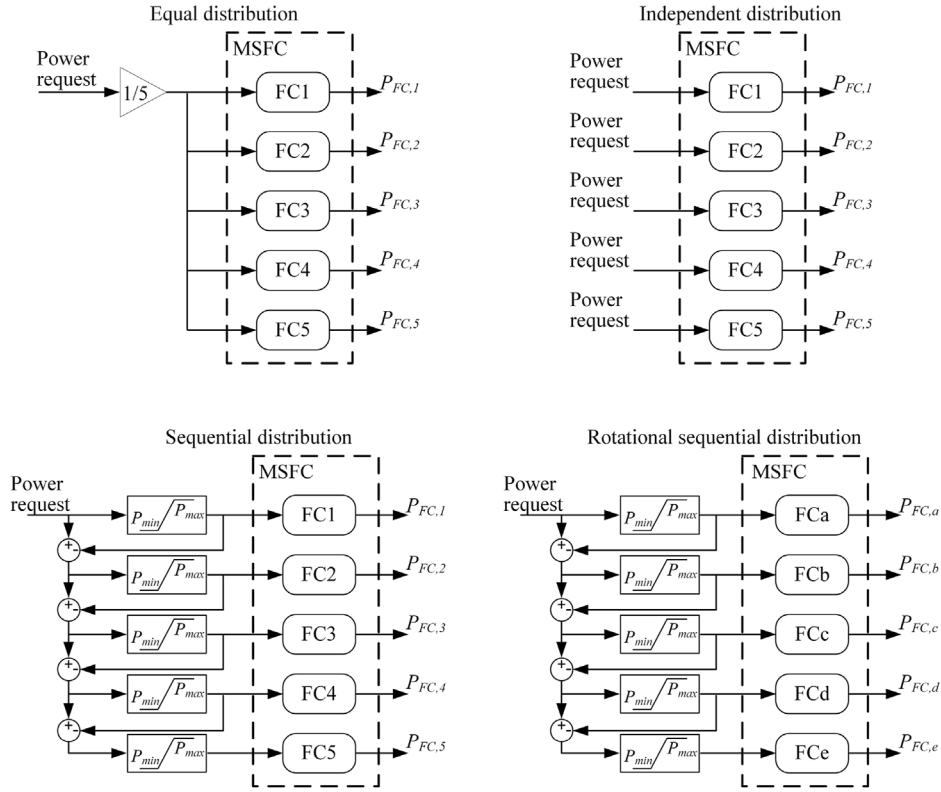 Equal distribution
MSFC
Power
request
1/5
FC1
P_FC,1
FC2
P_FC,2
FC3
P_FC,3
FC4
P_FC,4
FC5
P_FC,5
Independent distribution
MSFC
Power
request
FC1
P_FC,1
Power
request
FC2
P_FC,2
Power
request
FC3
P_FC,3
Power
request
FC4
P_FC,4
Power
request
FC5
P_FC,5
Sequential distribution
MSFC
Power
request
P_min P_max
FC1
P_FC,1
+ -
P_min P_max
FC2
P_FC,2
+ -
P_min P_max
FC3
P_FC,3
+ -
P_min P_max
FC4
P_FC,4
+ -
P_min P_max
FC5
P_FC,5
Rotational sequential distribution
MSFC
Power
request
P_min P_max
FCa
P_FC,a
+ -
P_min P_max
FCb
P_FC,b
+ -
P_min P_max
FCc
P_FC,c
+ -
P_min P_max
FCd
P_FC,d
+ -
P_min P_max
FCe
P_FC,e